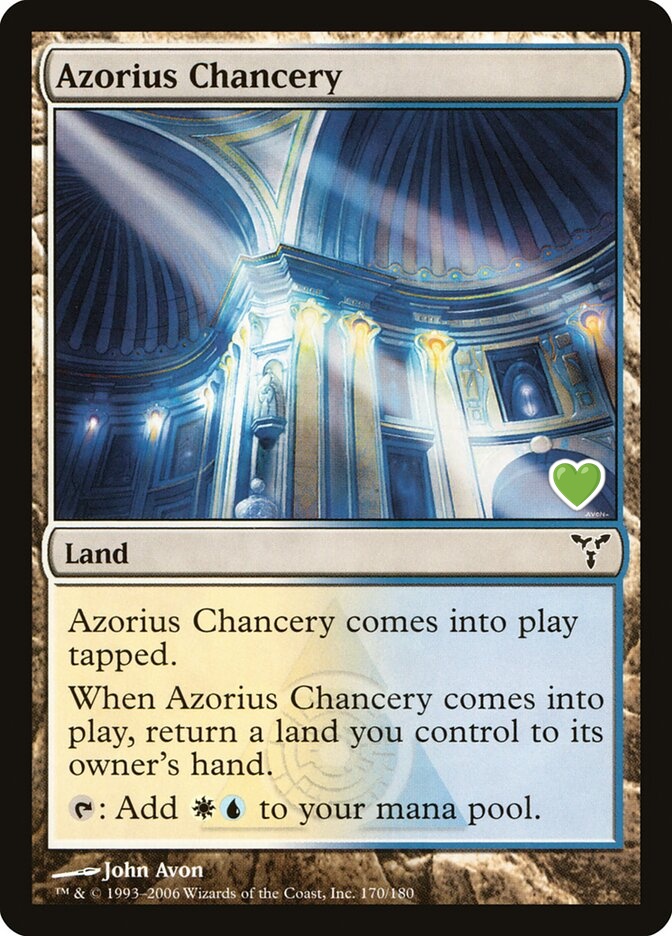 Azorius Chancery
AVON–
Land
Azorius Chancery comes into play
tapped.
When Azorius Chancery comes into
play, return a land you control to its
owner's hand.
: Add to your mana pool.
John Avon
™ & © 1993–2006 Wizards of the Coast, Inc. 170/180